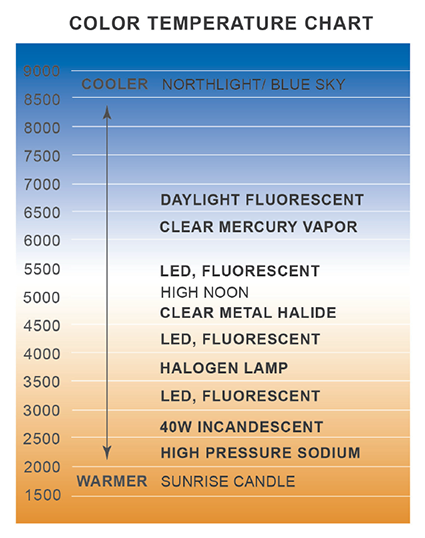 COLOR TEMPERATURE CHART
9000
COOLER NORTHLIGHT/ BLUE SKY
8500
8000
7500
7000
DAYLIGHT FLUORESCENT
6500
CLEAR MERCURY VAPOR
6000
5500 LED, FLUORESCENT
HIGH NOON
5000
CLEAR METAL HALIDE
4500
LED, FLUORESCENT
4000
HALOGEN LAMP
3500
LED, FLUORESCENT
3000
40W INCANDESCENT
2500
HIGH PRESSURE SODIUM
2000
WARMER SUNRISE CANDLE
1500